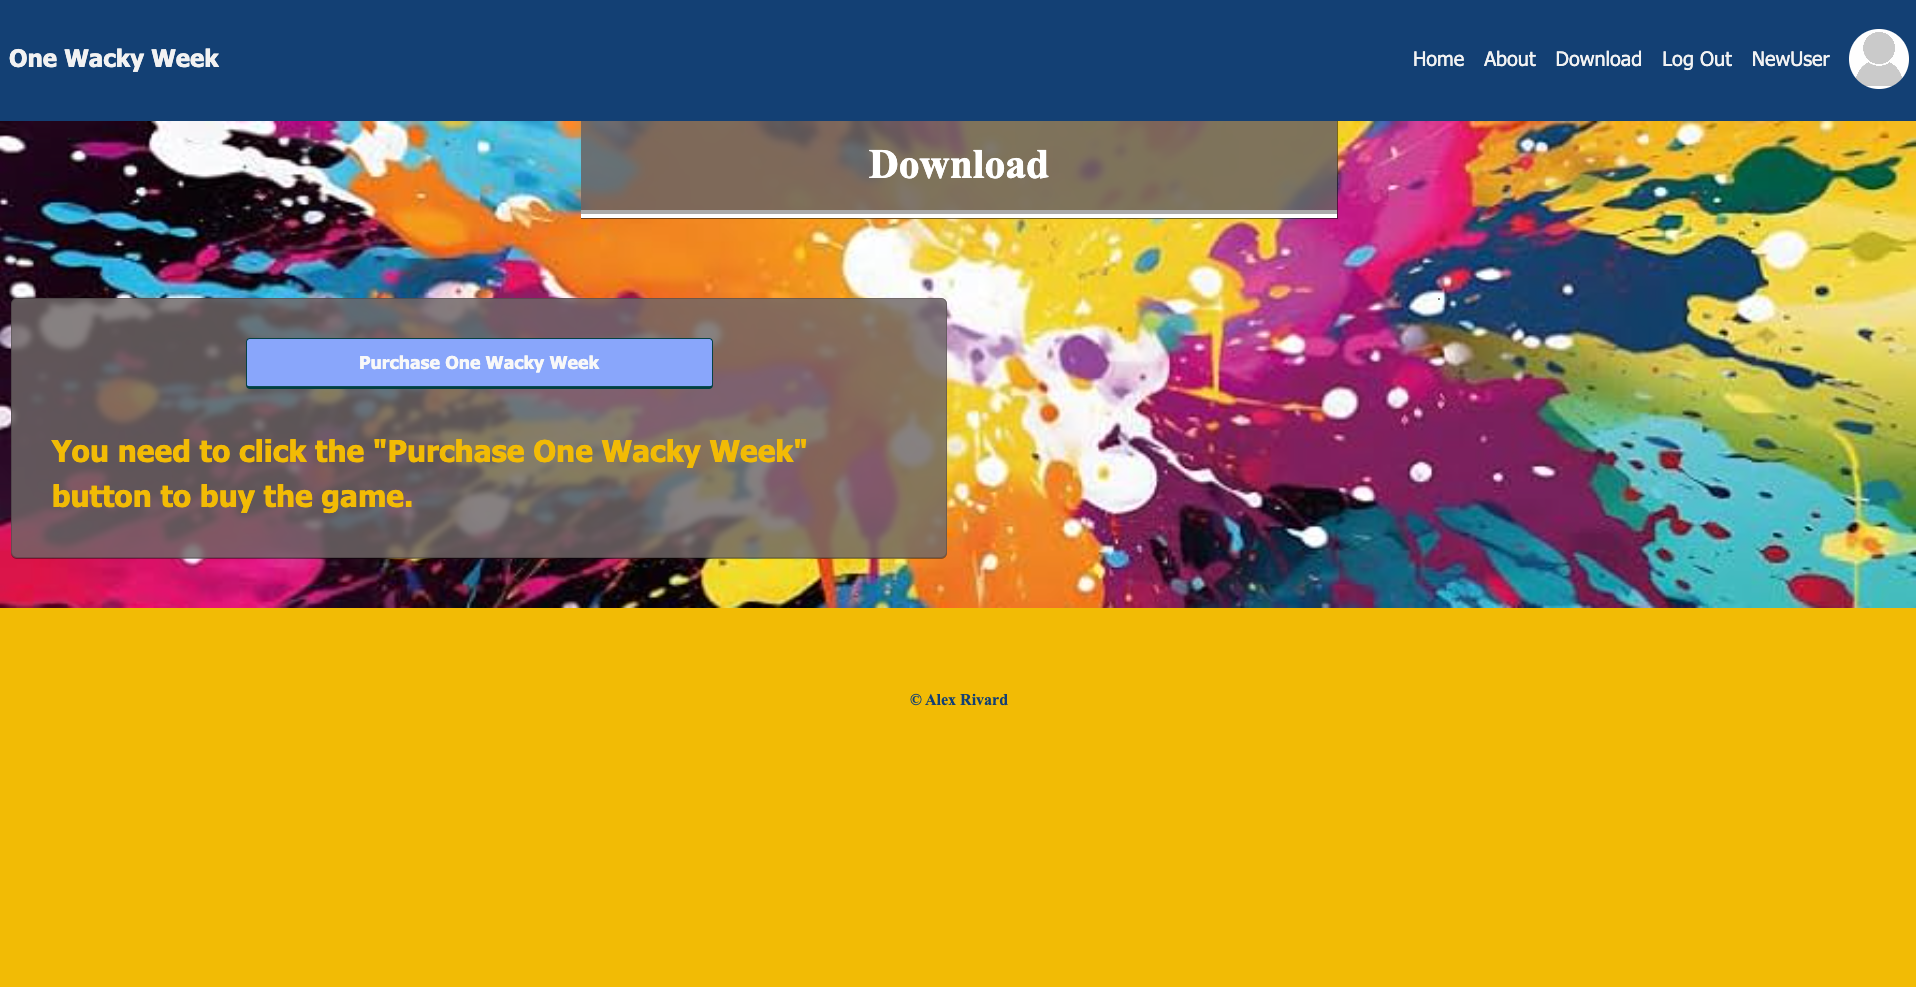 One Wacky Week
Home About Download Log Out NewUser
Download
Purchase One Wacky Week
You need to click the "Purchase One Wacky Week"
button to buy the game.
© Alex Rivard